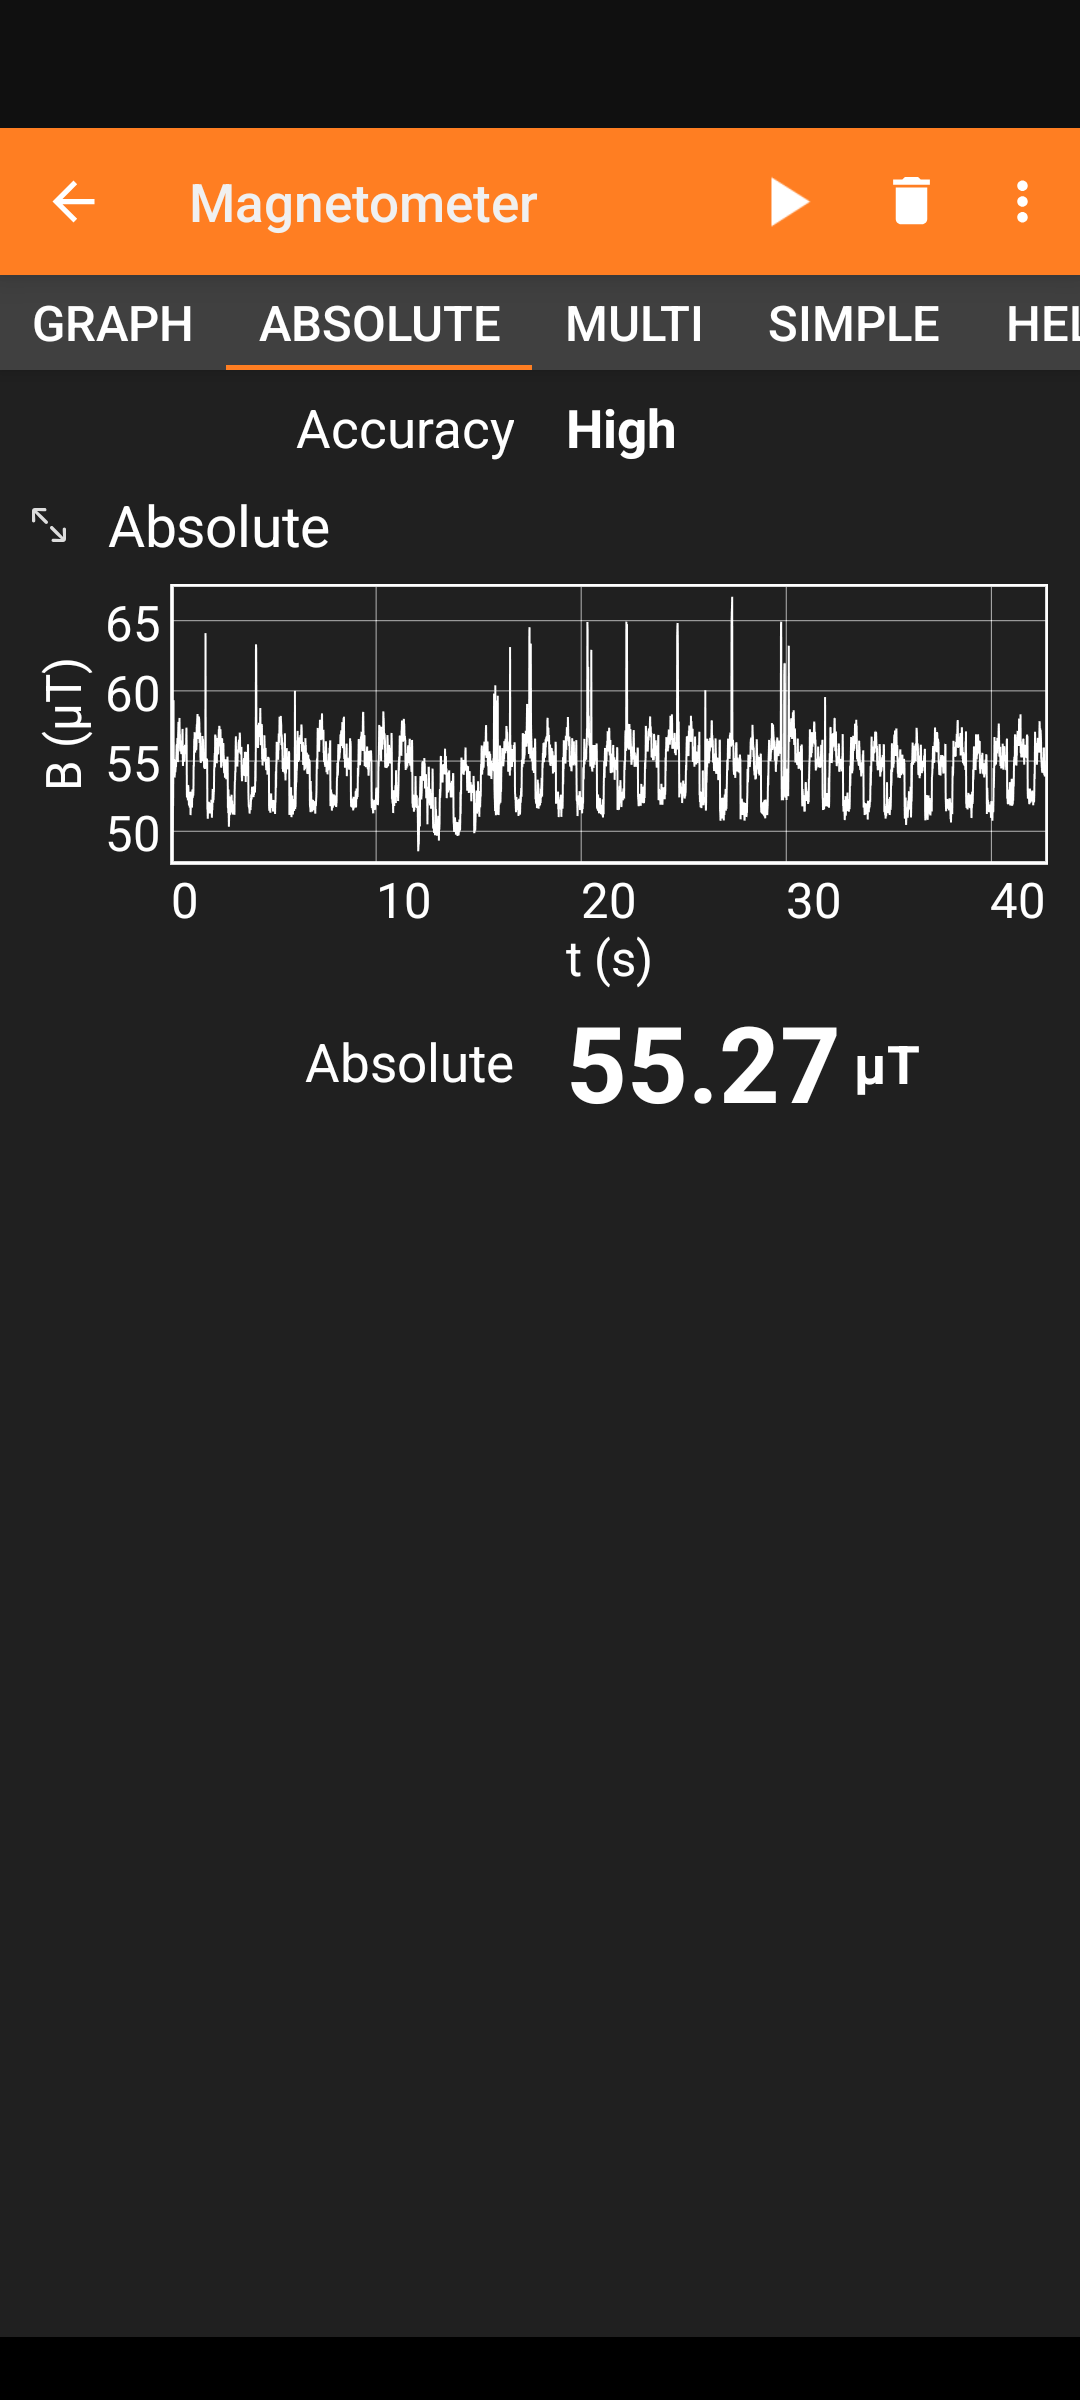 Magnetometer
GRAPH ABSOLUTE MULTI SIMPLE HEL
Accuracy High
Absolute
B (µT)
65
60
55
50
0 10 20 30 40
t (s)
Absolute 55.27 µT